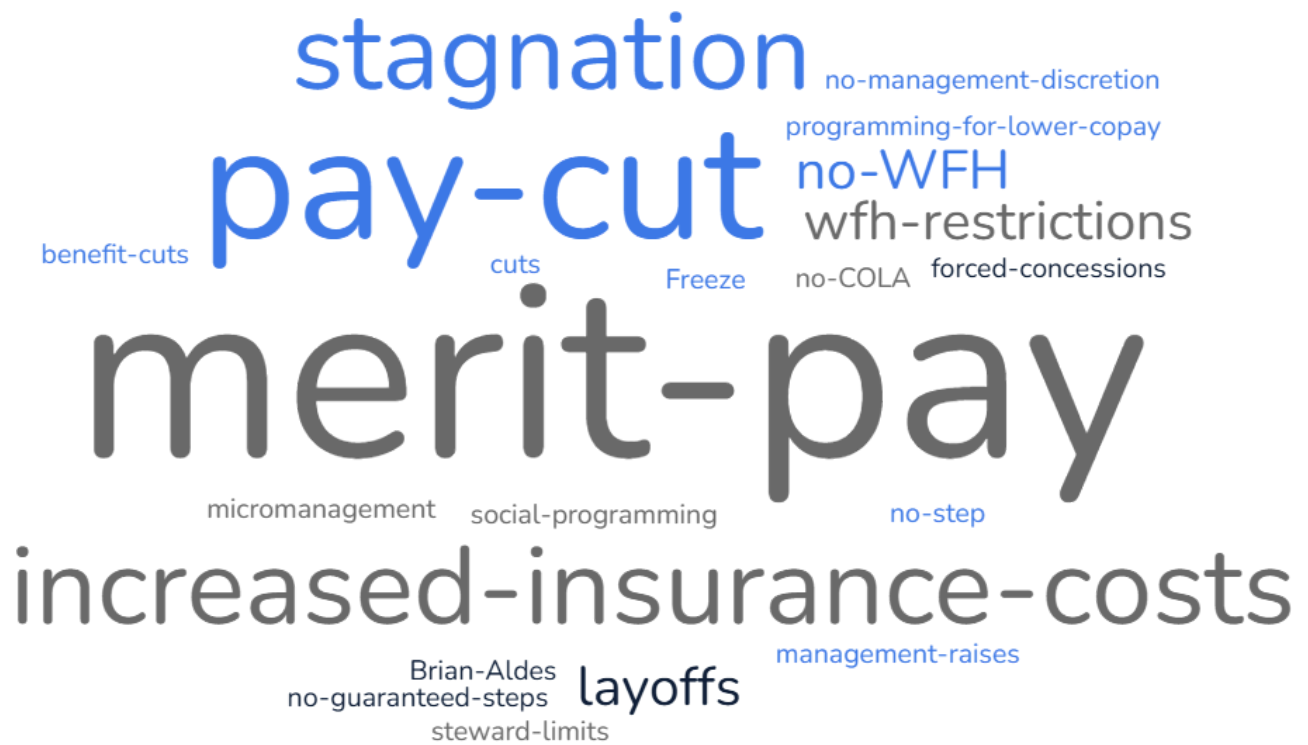 stagnation
no-management-discretion
programming-for-lower-copay
pay-cut
no-WFH
wfh-restrictions
benefit-cuts
cuts
Freeze
no-COLA
forced-concessions
merit-pay
micromanagement
social-programming
no-step
increased-insurance-costs
management-raises
Brian-Aldes
layoffs
no-guaranteed-steps
steward-limits